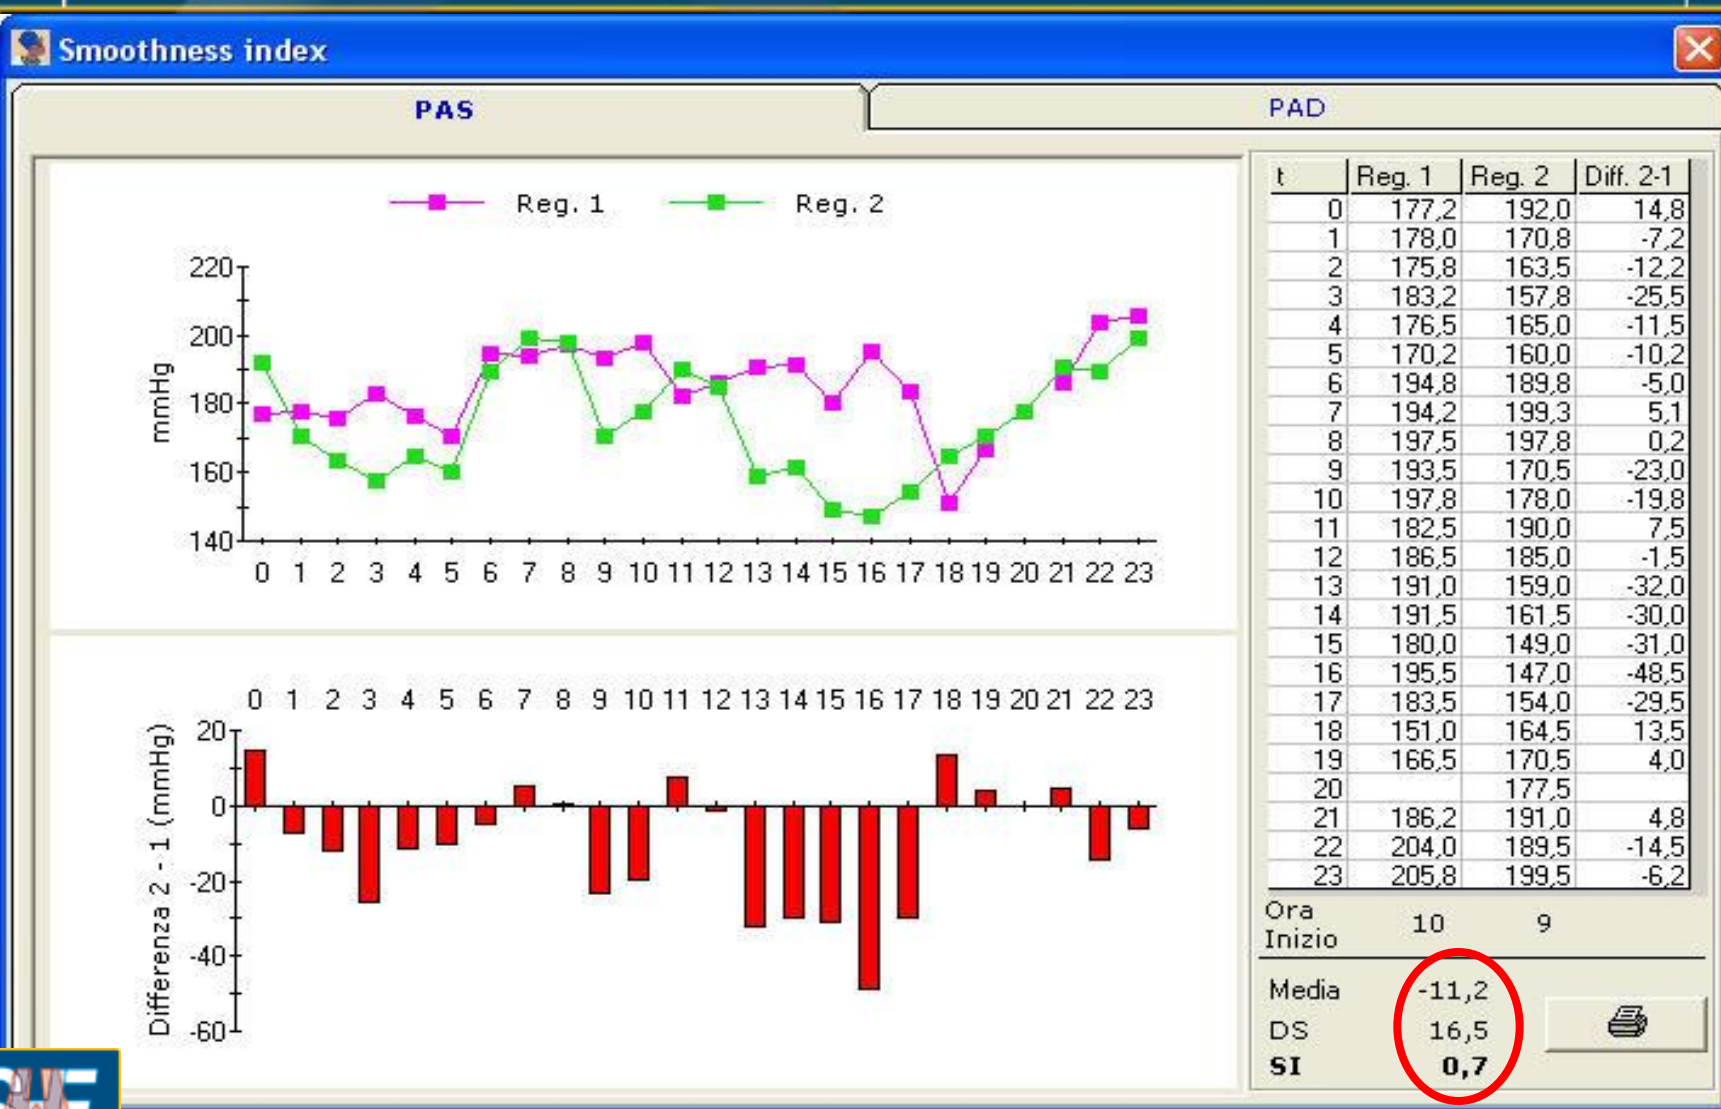 Smoothness index
PAS
PAD
Reg. 1 Reg. 2
220
200
180
160
140
mmHg
0 1 2 3 4 5 6 7 8 9 10 11 12 13 14 15 16 17 18 19 20 21 22 23
0 1 2 3 4 5 6 7 8 9 10 11 12 13 14 15 16 17 18 19 20 21 22 23
20
0
-20
-40
-60
Differenza 2 - 1 (mmHg)
t Reg. 1 Reg. 2 Diff. 2-1
0 177,2 192,0 14,8
1 178,0 170,8 -7,2
2 175,8 163,5 -12,2
3 183,2 157,8 -25,5
4 176,5 165,0 -11,5
5 170,2 160,0 -10,2
6 194,8 189,8 -5,0
7 194,2 199,3 5,1
8 197,5 197,8 0,2
9 193,5 170,5 -23,0
10 197,8 178,0 -19,8
11 182,5 190,0 7,5
12 186,5 185,0 -1,5
13 191,0 159,0 -32,0
14 191,5 161,5 -30,0
15 180,0 149,0 -31,0
16 195,5 147,0 -48,5
17 183,5 154,0 -29,5
18 151,0 164,5 13,5
19 166,5 170,5 4,0
20 177,5
21 186,2 191,0 4,8
22 204,0 189,5 -14,5
23 205,8 199,5 -6,2
Ora
Inizio 10 9
Media -11,2
DS 16,5
SI 0,7